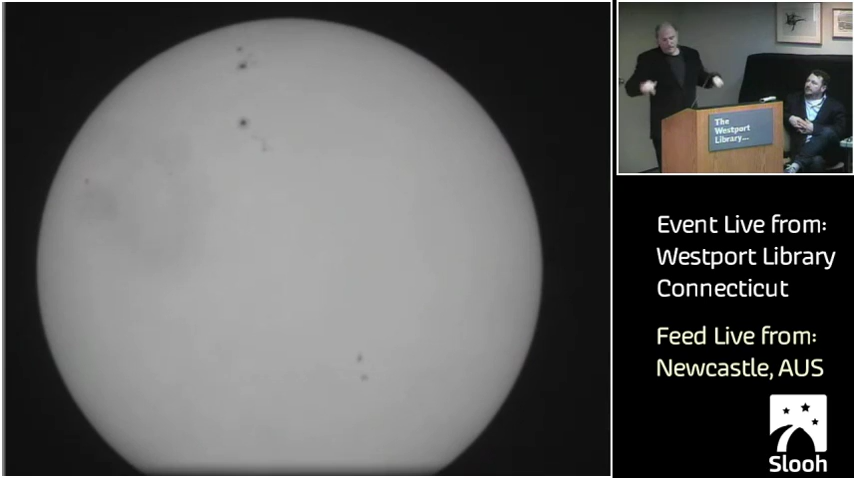 The
Westport
Library...
Event Live from:
Westport Library
Connecticut
Feed Live from:
Newcastle, AUS
Slooh